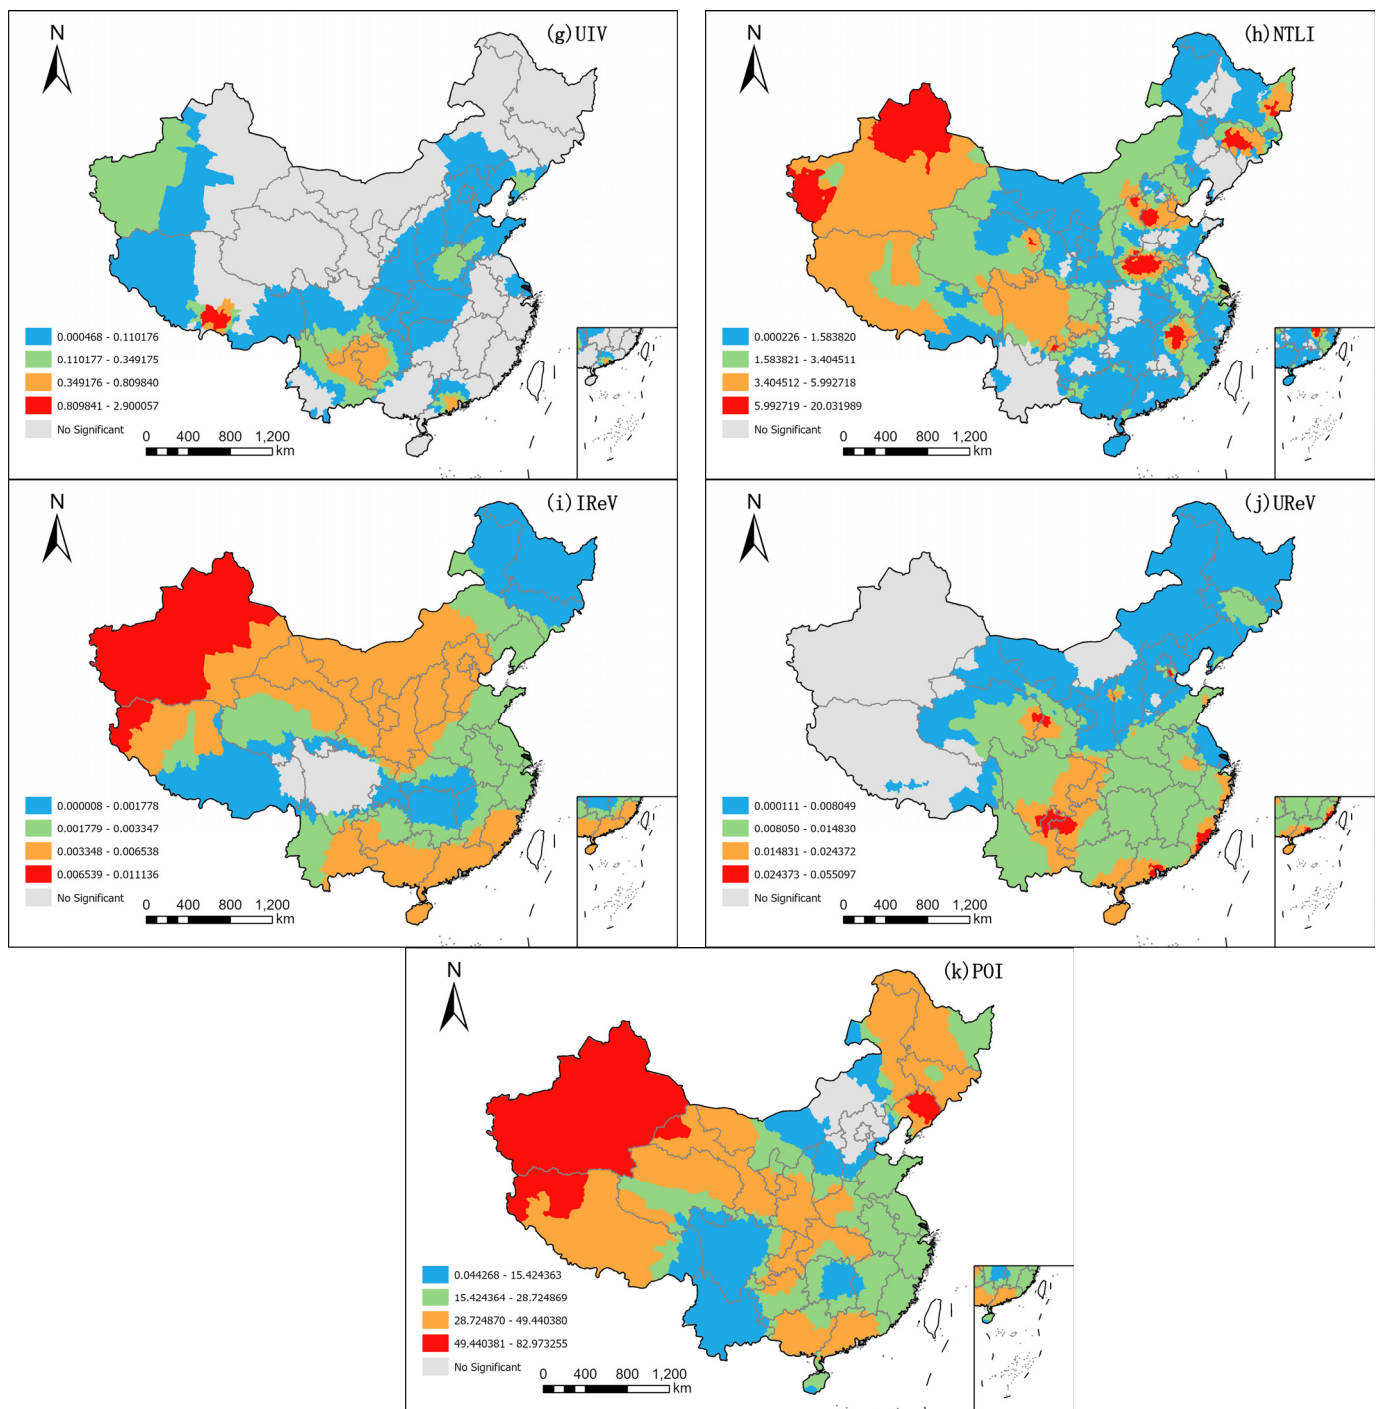 N
(g)UIV
0.000468 - 0.110176
0.110177 - 0.349175
0.349176 - 0.809840
0.809841 - 2.900057
No Significant
0 400 800 1,200
km
N
(h)NTLI
0.000226 - 1.583820
1.583821 - 3.404511
3.404512 - 5.992718
5.992719 - 20.031989
No Significant
0 400 800 1,200
km
N
(i)IReV
0.000008 - 0.001778
0.001779 - 0.003347
0.003348 - 0.006538
0.006539 - 0.011136
No Significant
0 400 800 1,200
km
N
(j)UReV
0.000111 - 0.008049
0.008050 - 0.014830
0.014831 - 0.024372
0.024373 - 0.055097
No Significant
0 400 800 1,200
km
N
(k)POI
0.044268 - 15.424363
15.424364 - 28.724869
28.724870 - 49.440380
49.440381 - 82.973255
No Significant
0 400 800 1,200
km